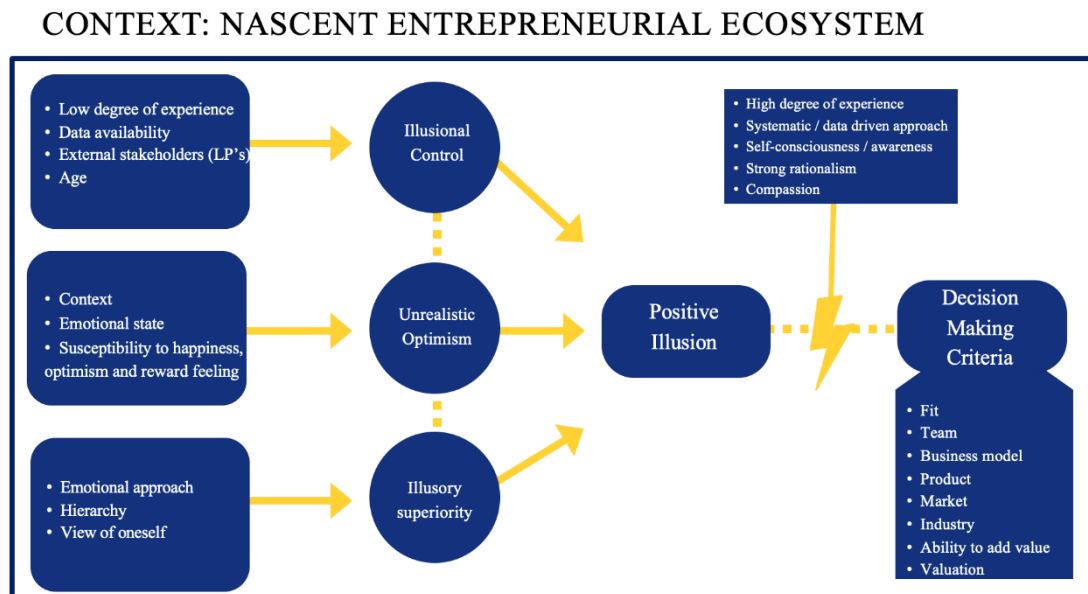 CONTEXT: NASCENT ENTREPRENEURIAL ECOSYSTEM
• Low degree of experience
• Data availability
• External stakeholders (LP's)
• Age
Illusional
Control
• High degree of experience
• Systematic / data driven approach
• Self-consciousness / awareness
• Strong rationalism
• Compassion
• Context
• Emotional state
• Susceptibility to happiness,
optimism and reward feeling
Unrealistic
Optimism
Positive
Illusion
Decision
Making
Criteria
• Emotional approach
• Hierarchy
• View of oneself
Illusory
superiority
• Fit
• Team
• Business model
• Product
• Market
• Industry
• Ability to add value
• Valuation